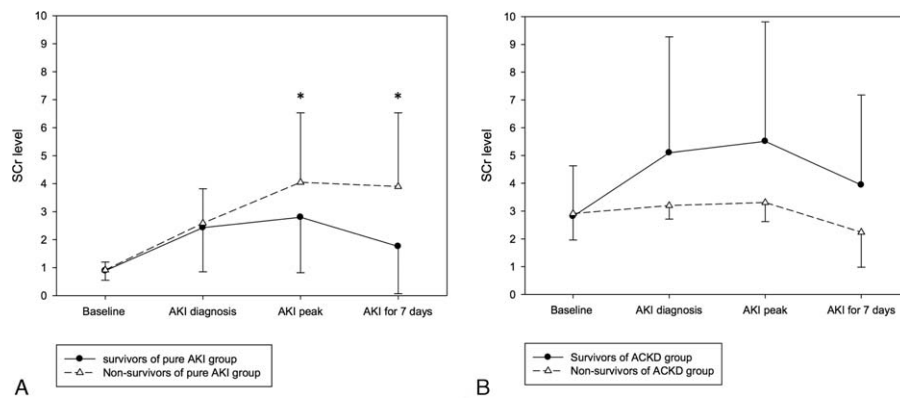 10
9
8
7
6
5
4
3
2
1
0
SCr level
* *
Baseline AKI diagnosis AKI peak AKI for 7 days
survivors of pure AKI group
Non-survivors of pure AKI group
A
10
9
8
7
6
5
4
3
2
1
0
SCr level
Baseline AKI diagnosis AKI peak AKI for 7 days
Survivors of ACKD group
Non-survivors of ACKD group
B